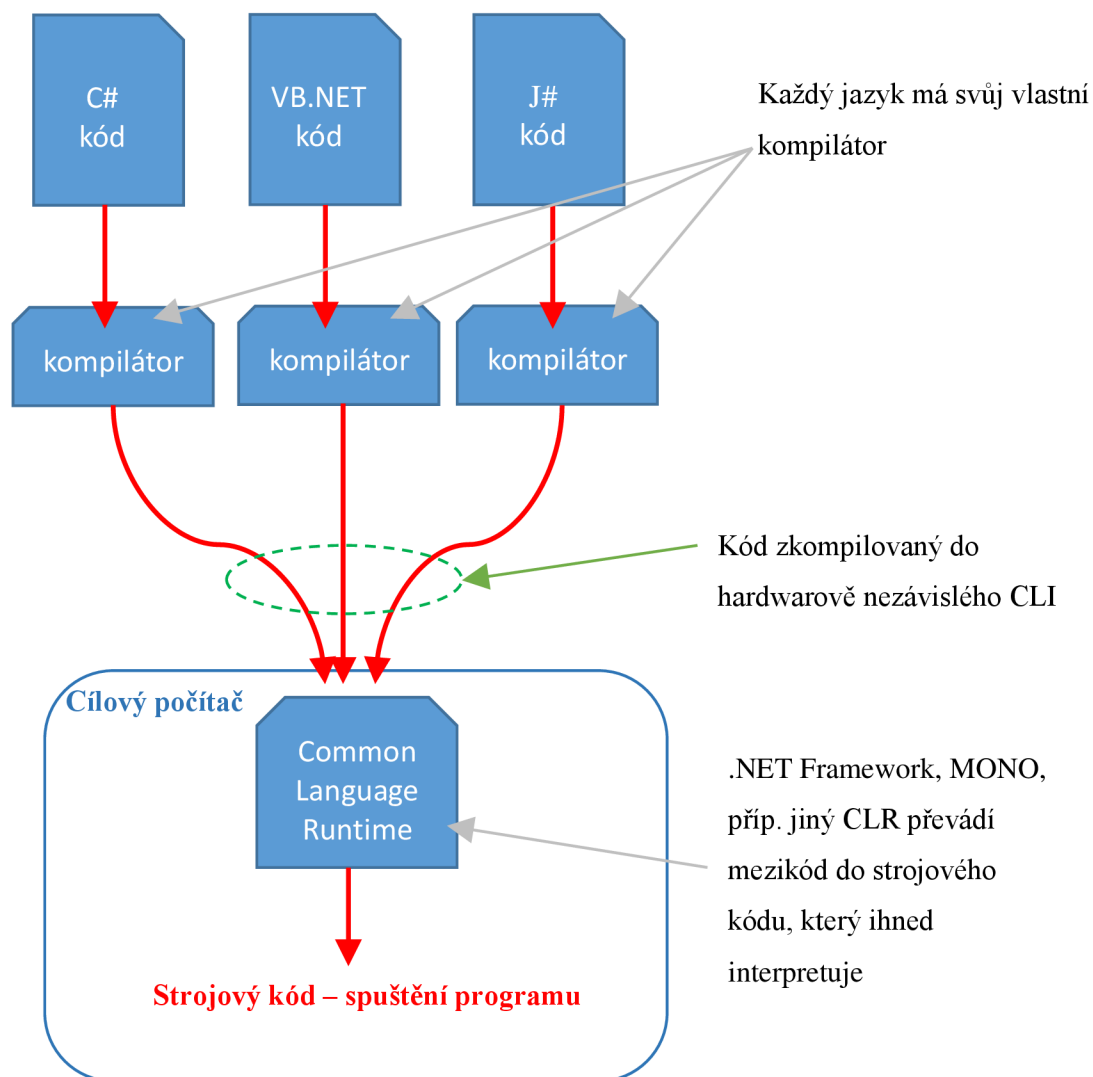 C#
kód
VB.NET
kód
J#
kód
Každý jazyk má svůj vlastní
kompilátor
kompilátor
kompilátor
kompilátor
Kód zkompilovaný do
hardwarově nezávislého CLI
Cílový počítač
Common
Language
Runtime
.NET Framework, MONO,
příp. jiný CLR převádí
mezikód do strojového
kódu, který ihned
interpretuje
Strojový kód – spuštění programu